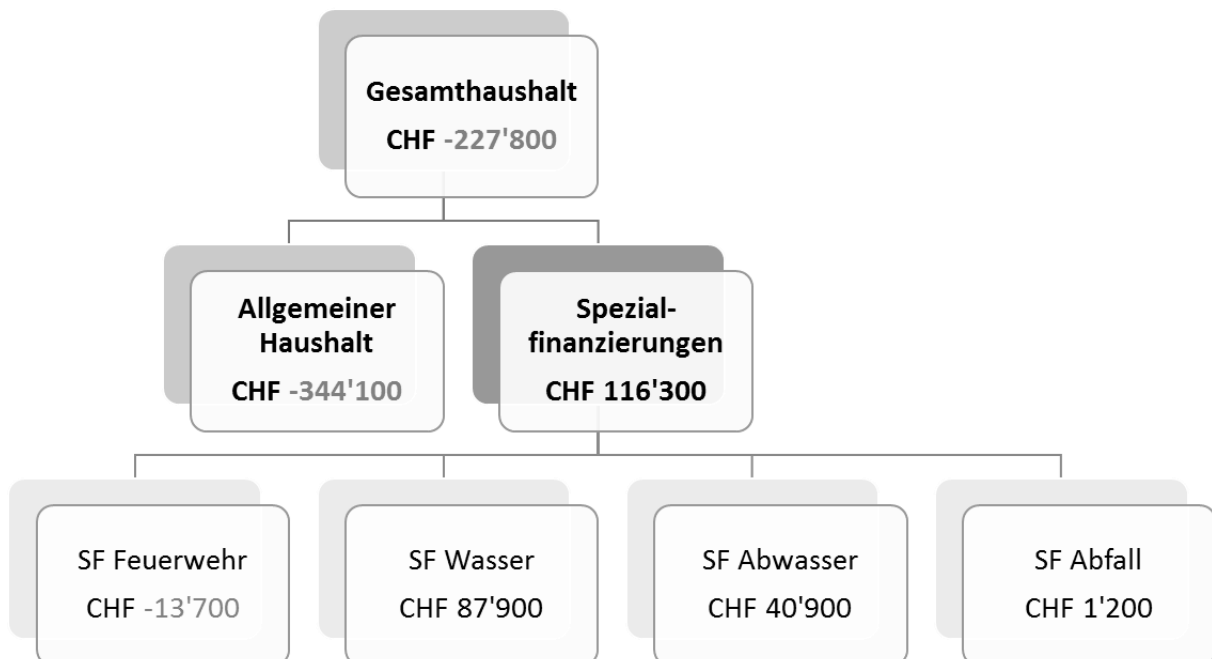 Gesamthaushalt
CHF -227'800
Allgemeiner
Haushalt
CHF -344'100
Spezial-
finanzierungen
CHF 116'300
SF Feuerwehr
CHF -13'700
SF Wasser
CHF 87'900
SF Abwasser
CHF 40'900
SF Abfall
CHF 1'200